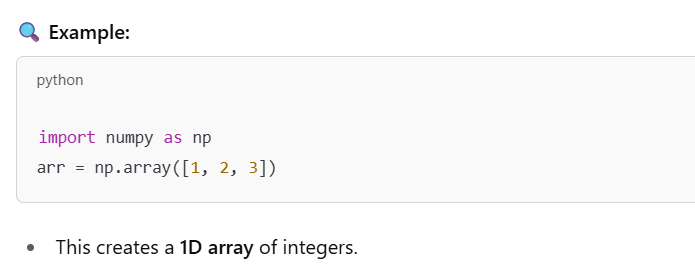 🔍 Example:
python
import numpy as np
arr = np.array([1, 2, 3])
• This creates a 1D array of integers.